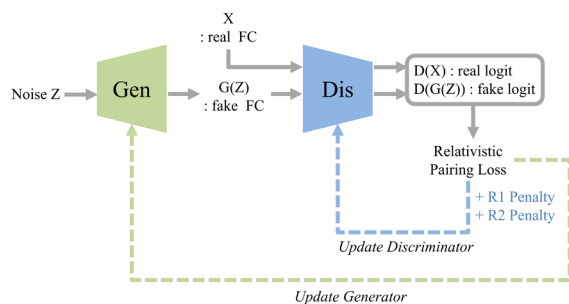 X
: real FC
Noise Z
Gen
G(Z)
: fake FC
Dis
D(X) : real logit
D(G(Z)) : fake logit
Relativistic
Pairing Loss
+ R1 Penalty
+ R2 Penalty
Update Discriminator
Update Generator